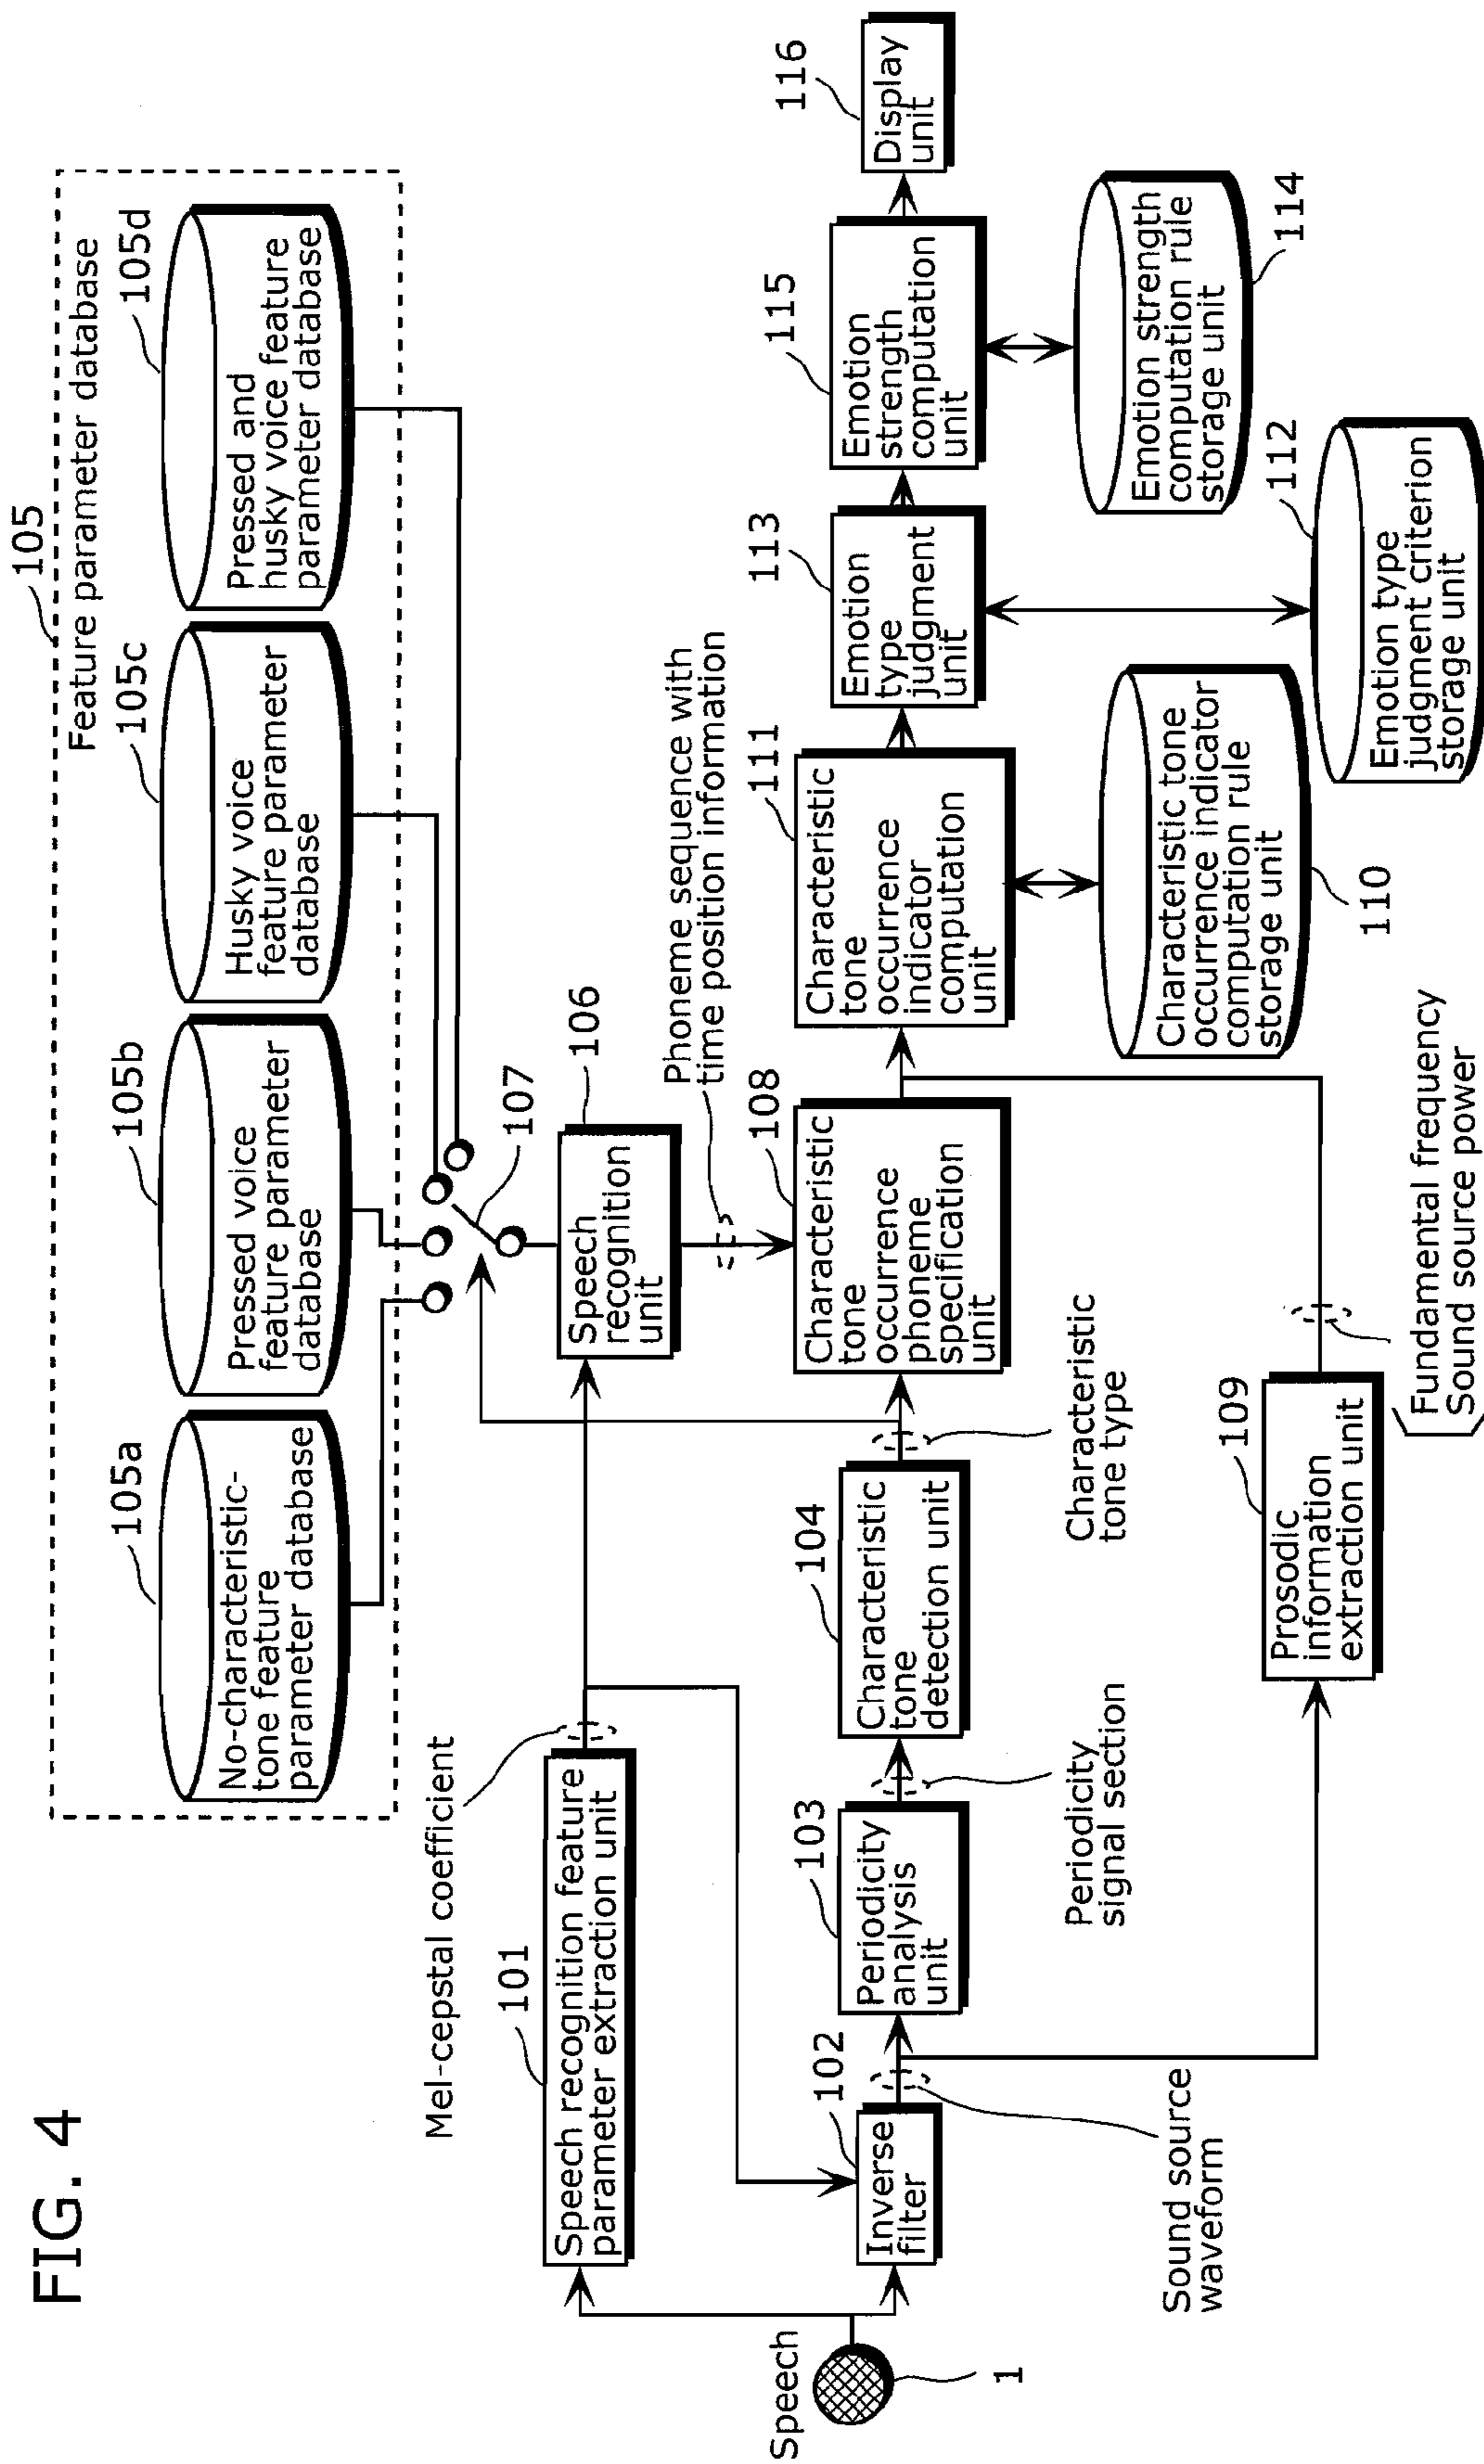 FIG. 4
105
Feature parameter database
105a
No-characteristic-
tone feature
parameter database
105b
Pressed voice
feature parameter
database
105c
Husky voice
feature parameter
database
105d
Pressed and
husky voice feature
parameter database
Mel-cepstal coefficient
101
Speech recognition feature
parameter extraction unit
107
106
Speech
recognition
unit
Phoneme sequence with
time position information
Speech
1
102
Inverse
filter
Sound source
waveform
103
Periodicity
analysis
unit
Periodicity
signal section
104
Characteristic
tone
detection unit
Characteristic
tone type
108
Characteristic
tone
occurrence
phoneme
specification
unit
111
Characteristic
tone
occurrence
indicator
computation
unit
113
Emotion
type
judgment
unit
115
Emotion
strength
computation
unit
116
Display
unit
109
Prosodic
information
extraction unit
Fundamental frequency
Sound source power
Characteristic tone
occurrence indicator
computation rule
storage unit
110
112
Emotion type
judgment criterion
storage unit
Emotion strength
computation rule
storage unit
114